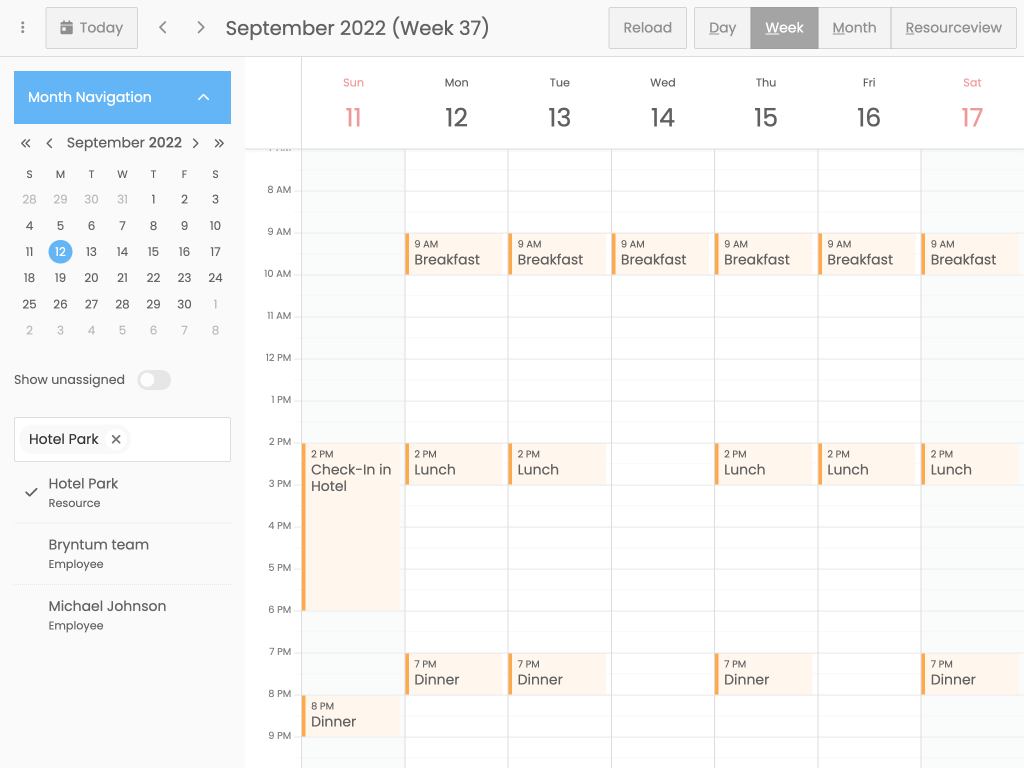 Today
September 2022 (Week 37)
Reload
Day
Week
Month
Resourceview
Month Navigation
September 2022
S M T W T F S
28 29 30 31 1 2 3
4 5 6 7 8 9 10
11 12 13 14 15 16 17
18 19 20 21 22 23 24
25 26 27 28 29 30 1
2 3 4 5 6 7 8
Show unassigned
Hotel Park
Hotel Park
Resource
Bryntum team
Employee
Michael Johnson
Employee
Sun Mon Tue Wed Thu Fri Sat
11 12 13 14 15 16 17
8 AM
9 AM
9 AM 9 AM 9 AM 9 AM 9 AM 9 AM
Breakfast Breakfast Breakfast Breakfast Breakfast Breakfast
10 AM
11 AM
12 PM
1 PM
2 PM
2 PM 2 PM 2 PM 2 PM 2 PM 2 PM
Check-In in Lunch Lunch Lunch Lunch Lunch
Hotel
3 PM
4 PM
5 PM
6 PM
7 PM
7 PM 7 PM 7 PM 7 PM
Dinner Dinner Dinner Dinner
8 PM
8 PM
Dinner
9 PM